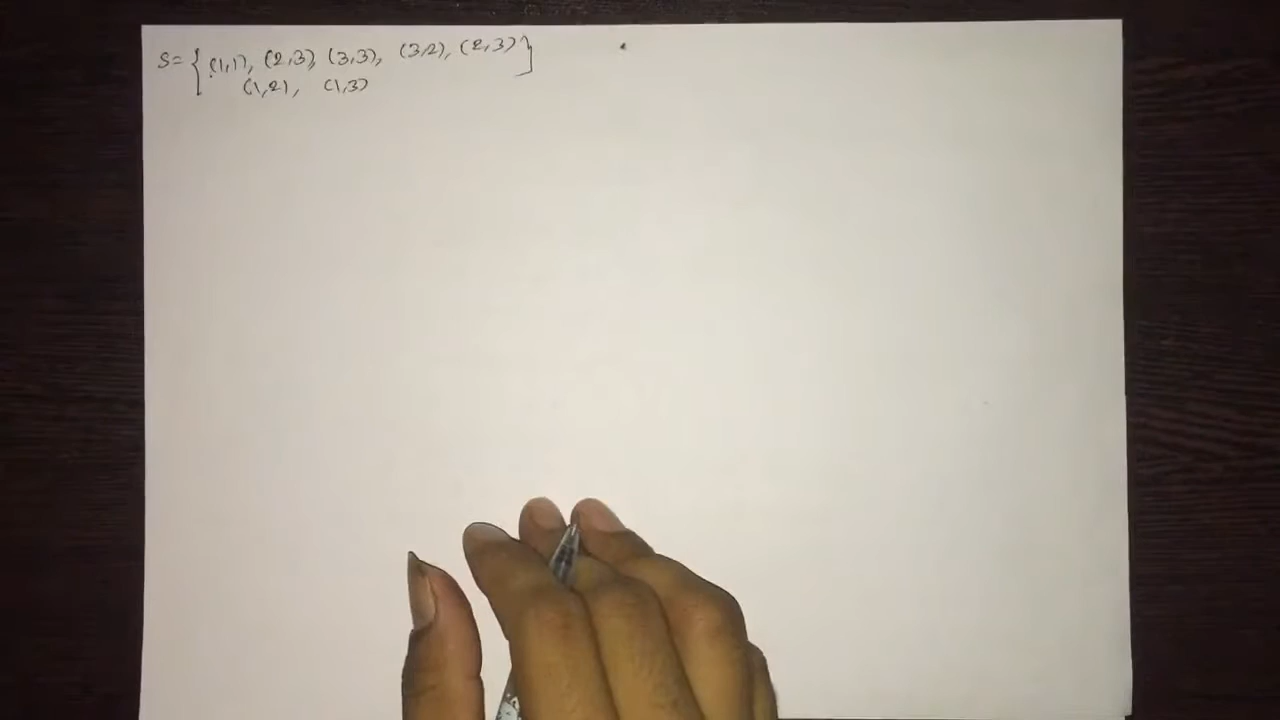 S= { (1,1), (2,3), (3,3), (3,2), (2,3) }
(1,2), (1,3)